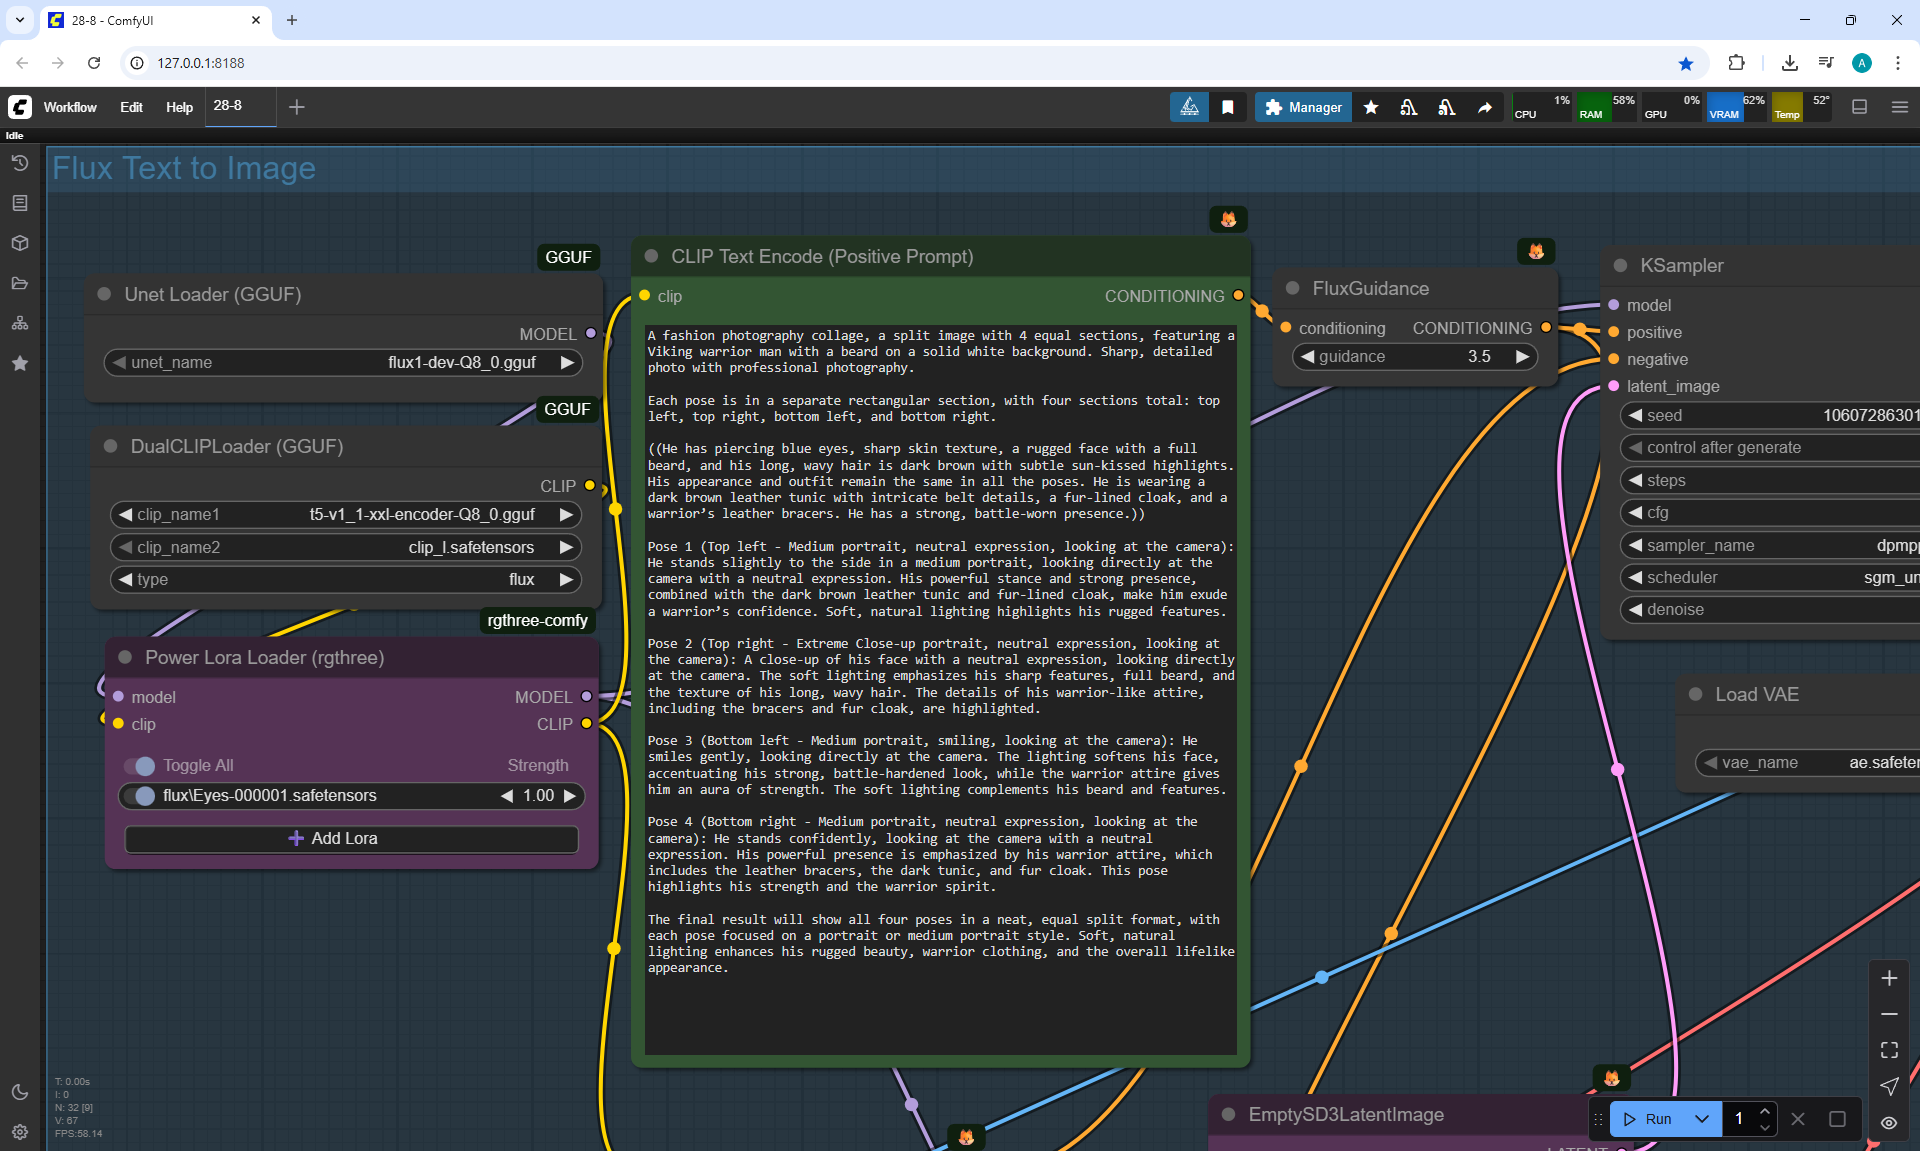 28-8 - ComfyUI
127.0.0.1:8188
Workflow Edit Help 28-8
Manager
CPU 1% RAM 58% GPU 0% VRAM 62% Temp 52°
Idle
Flux Text to Image
GGUF
Unet Loader (GGUF)
MODEL
unet_name flux1-dev-Q8_0.gguf
GGUF
DualCLIPLoader (GGUF)
CLIP
clip_name1 t5-v1_1-xxl-encoder-Q8_0.gguf
clip_name2 clip_l.safetensors
type flux
rgthree-comfy
Power Lora Loader (rgthree)
model MODEL
clip CLIP
Toggle All Strength
flux\Eyes-000001.safetensors 1.00
Add Lora
CLIP Text Encode (Positive Prompt)
clip CONDITIONING
A fashion photography collage, a split image with 4 equal sections, featuring a
Viking warrior man with a beard on a solid white background. Sharp, detailed
photo with professional photography.
Each pose is in a separate rectangular section, with four sections total: top
left, top right, bottom left, and bottom right.
((He has piercing blue eyes, sharp skin texture, a rugged face with a full
beard, and his long, wavy hair is dark brown with subtle sun-kissed highlights.
His appearance and outfit remain the same in all the poses. He is wearing a
dark brown leather tunic with intricate belt details, a fur-lined cloak, and a
warrior’s leather bracers. He has a strong, battle-worn presence.))
Pose 1 (Top left - Medium portrait, neutral expression, looking at the camera):
He stands slightly to the side in a medium portrait, looking directly at the
camera with a neutral expression. His powerful stance and strong presence,
combined with the dark brown leather tunic and fur-lined cloak, make him exude
a warrior’s confidence. Soft, natural lighting highlights his rugged features.
Pose 2 (Top right - Extreme Close-up portrait, neutral expression, looking at
the camera): A close-up of his face with a neutral expression, looking directly
at the camera. The soft lighting emphasizes his sharp features, full beard, and
the texture of his long, wavy hair. The details of his warrior-like attire,
including the bracers and fur cloak, are highlighted.
Pose 3 (Bottom left - Medium portrait, smiling, looking at the camera): He
smiles gently, looking directly at the camera. The lighting softens his face,
accentuating his strong, battle-hardened look, while the warrior attire gives
him an aura of strength. The soft lighting complements his beard and features.
Pose 4 (Bottom right - Medium portrait, neutral expression, looking at the
camera): He stands confidently, looking at the camera with a neutral
expression. His powerful presence is emphasized by his warrior attire, which
includes the leather bracers, the dark tunic, and fur cloak. This pose
highlights his strength and the warrior spirit.
The final result will show all four poses in a neat, equal split format, with
each pose focused on a portrait or medium portrait style. Soft, natural
lighting enhances his rugged beauty, warrior clothing, and the overall lifelike
appearance.
FluxGuidance
conditioning CONDITIONING
guidance 3.5
KSampler
model
positive
negative
latent_image
seed 10607286301
control after generate
steps
cfg
sampler_name dpmpp
scheduler sgm_un
denoise
Load VAE
vae_name ae.safeter
EmptySD3LatentImage
LATENT
Run 1
T: 0.00s
I: 0
N: 32 [9]
V: 67
FPS:58.14
A